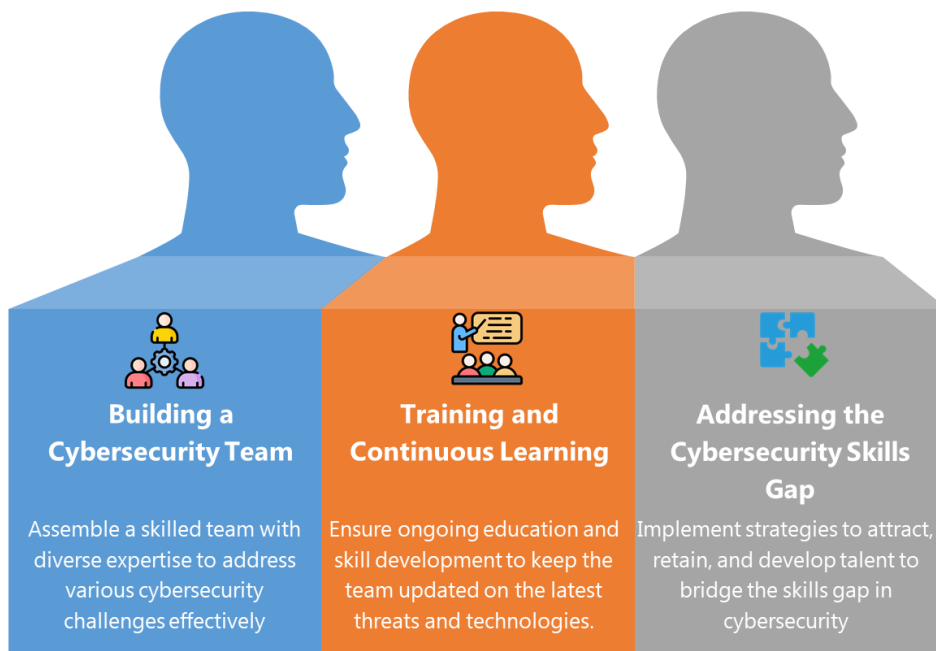 Building a
Cybersecurity Team
Assemble a skilled team with
diverse expertise to address
various cybersecurity
challenges effectively
Training and
Continuous Learning
Ensure ongoing education and
skill development to keep the
team updated on the latest
threats and technologies.
Addressing the
Cybersecurity Skills
Gap
Implement strategies to attract,
retain, and develop talent to
bridge the skills gap in
cybersecurity